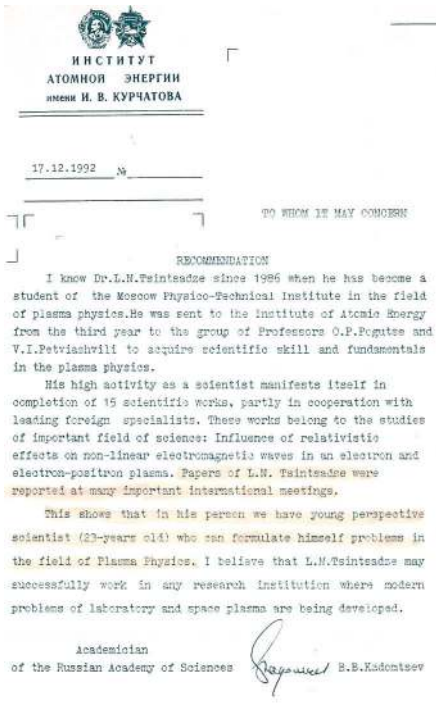 ИНСТИТУТ
АТОМНОЙ ЭНЕРГИИ
имени И. В. КУРЧАТОВА
17.12.1992 №
TO WHOM IT MAY CONCERN
RECOMMENDATION
I know Dr.L.N.Tsintsadze since 1986 when he has become a
student of the Moscow Physico-Technical Institute in the field
of plasma physics.He was sent to the Institute of Atomic Energy
from the third year to the group of Professors O.P.Pogutse and
V.I.Petviashvili to acquire scientific skill and fundamentals
in the plasma physics.
His high activity as a scientist manifests itself in
completion of 15 scientific works, partly in cooperation with
leading foreign specialists. These works belong to the studies
of important field of science: Influence of relativistic
effects on non-linear electromagnetic waves in an electron and
electron-positron plasma. Papers of L.N. Tsintsadze were
reported at many important international meetings.
This shows that in his person we have young perspective
scientist (23-years old) who can formulate himself problems in
the field of Plasma Physics. I believe that L.N.Tsintsadze may
successfully work in any research institution where modern
problems of laboratory and space plasma are being developed.
Academician
of the Russian Academy of Sciences B.B.Kadomtsev